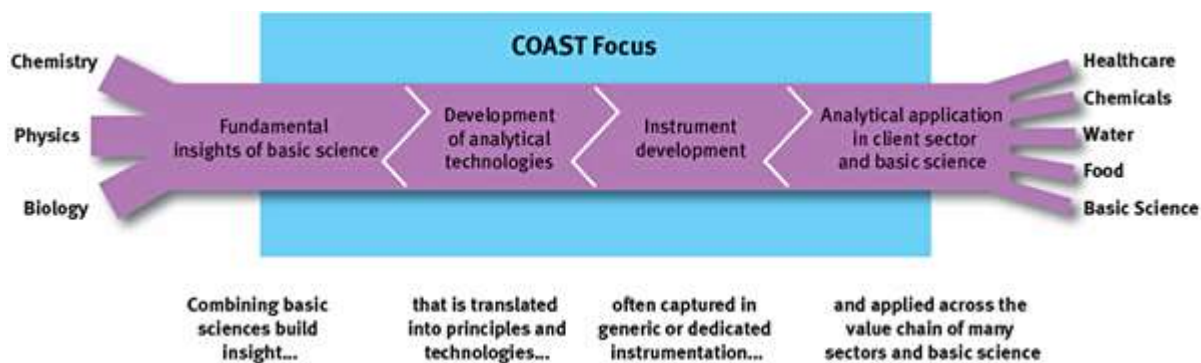 COAST Focus
Chemistry
Physics
Biology
Fundamental
insights of basic science
Development
of analytical
technologies
Instrument
development
Analytical application
in client sector
and basic science
Healthcare
Chemicals
Water
Food
Basic Science
Combining basic
sciences build
insight...
that is translated
into principles and
technologies...
often captured in
generic or dedicated
instrumentation...
and applied across the
value chain of many
sectors and basic science